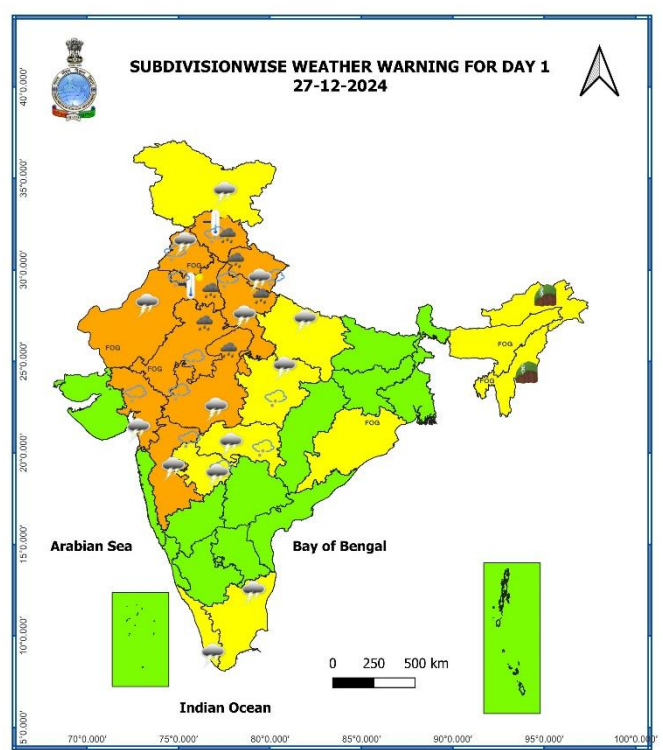 SUBDIVISIONWISE WEATHER WARNING FOR DAY 1
27-12-2024
40°0.000'
35°0.000'
30°0.000'
25°0.000'
20°0.000'
15°0.000'
10°0.000'
5°0.000'
FOG
FOG
FOG
FOG
FOG
FOG
Arabian Sea
Bay of Bengal
0 250 500 km
Indian Ocean
70°0.000' 75°0.000' 80°0.000' 85°0.000' 90°0.000' 95°0.000' 100°0.000'